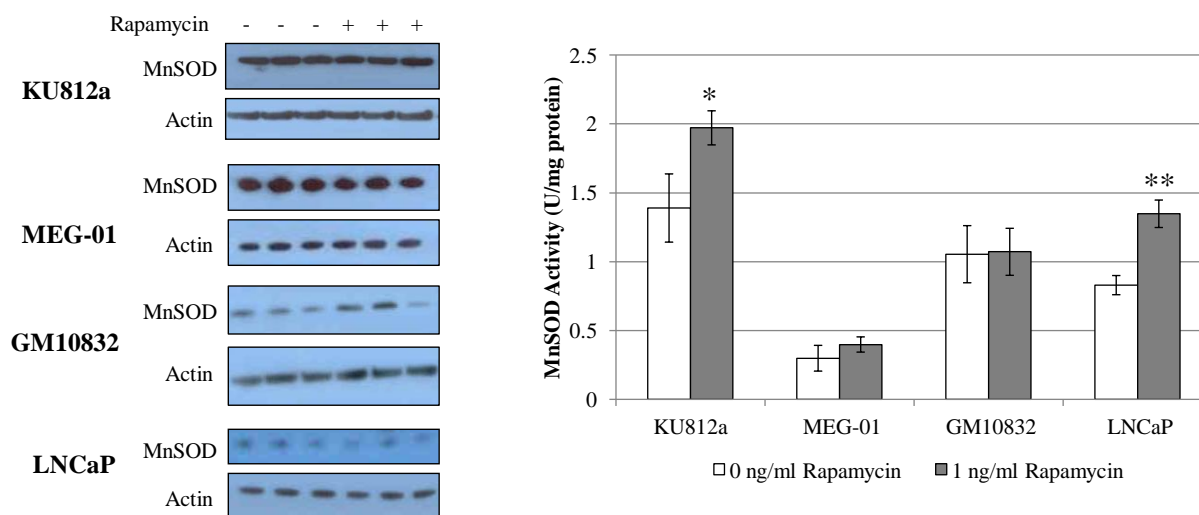 Rapamycin - - - + + +
KU812a
MnSOD
Actin
MEG-01
MnSOD
Actin
GM10832
MnSOD
Actin
LNCaP
MnSOD
Actin
MnSOD Activity (U/mg protein)
2.5
2
1.5
1
0.5
0
*
**
KU812a MEG-01 GM10832 LNCaP
0 ng/ml Rapamycin 1 ng/ml Rapamycin